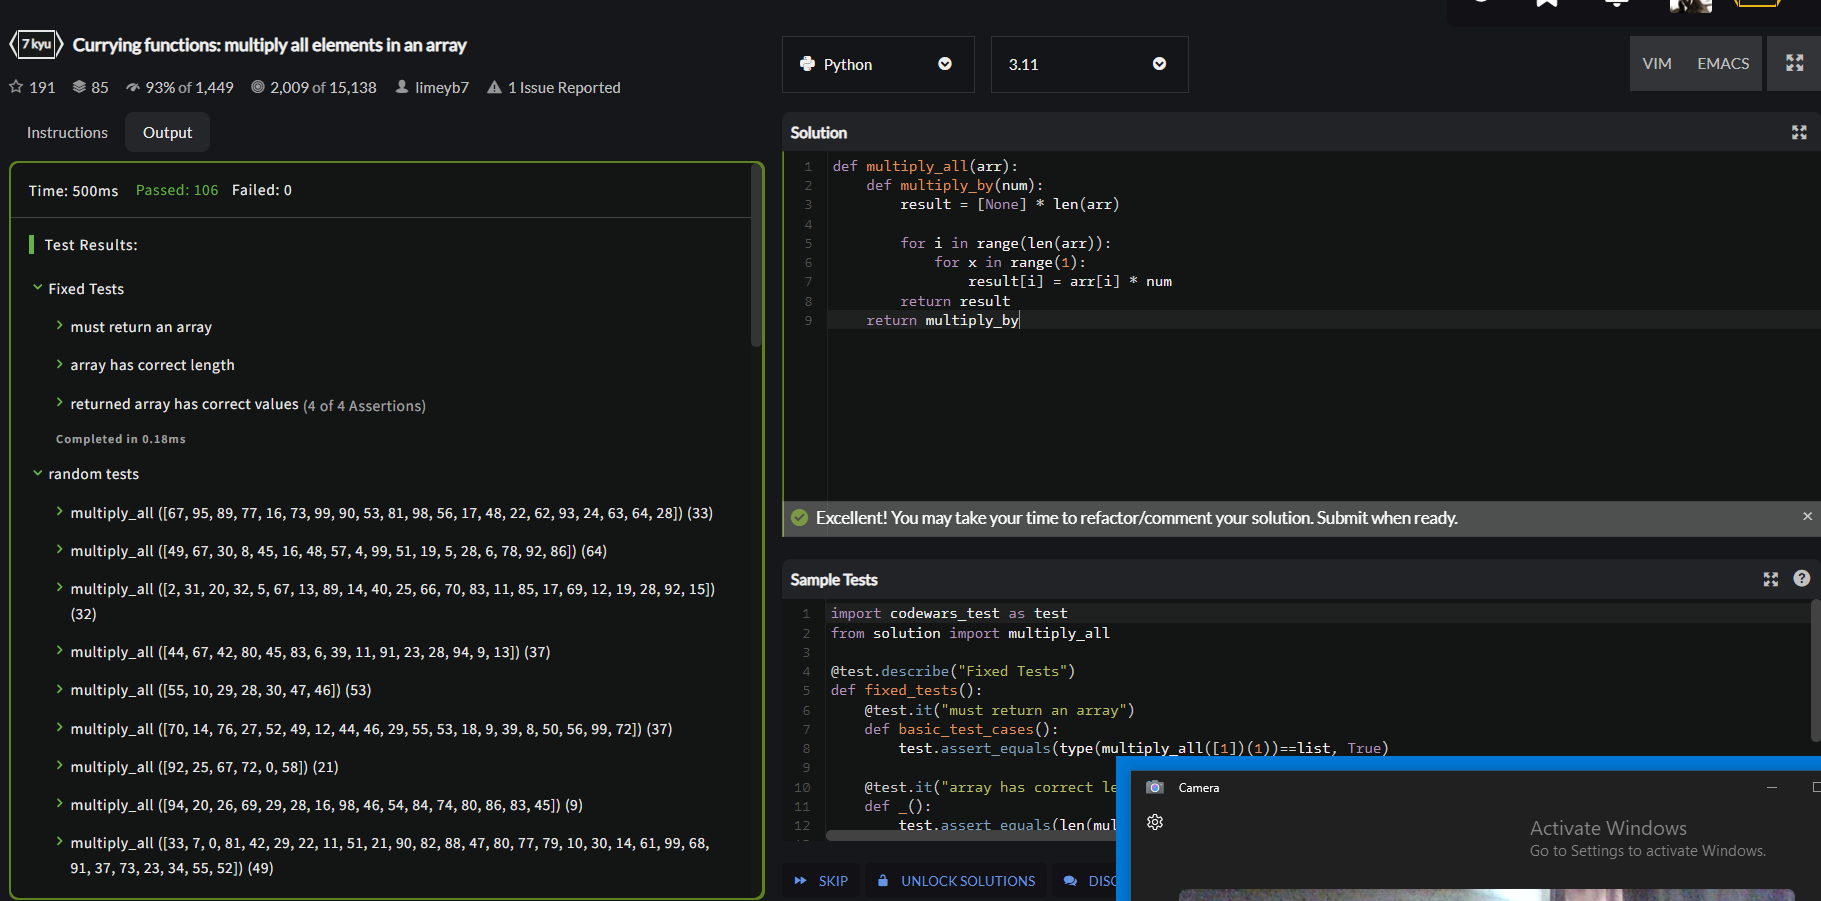 7 kyu Currying functions: multiply all elements in an array
191 85 93% of 1,449 2,009 of 15,138 limeyb7 1 Issue Reported
Instructions Output
Time: 500ms Passed: 106 Failed: 0
Test Results:
Fixed Tests
must return an array
array has correct length
returned array has correct values (4 of 4 Assertions)
Completed in 0.18ms
random tests
multiply_all ([67, 95, 89, 77, 16, 73, 99, 90, 53, 81, 98, 56, 17, 48, 22, 62, 93, 24, 63, 64, 28]) (33)
multiply_all ([49, 67, 30, 8, 45, 16, 48, 57, 4, 99, 51, 19, 5, 28, 6, 78, 92, 86]) (64)
multiply_all ([2, 31, 20, 32, 5, 67, 13, 89, 14, 40, 25, 66, 70, 83, 11, 85, 17, 69, 12, 19, 28, 92, 15])
(32)
multiply_all ([44, 67, 42, 80, 45, 83, 6, 39, 11, 91, 23, 28, 94, 9, 13]) (37)
multiply_all ([55, 10, 29, 28, 30, 47, 46]) (53)
multiply_all ([70, 14, 76, 27, 52, 49, 12, 44, 46, 29, 55, 53, 18, 9, 39, 8, 50, 56, 99, 72]) (37)
multiply_all ([92, 25, 67, 72, 0, 58]) (21)
multiply_all ([94, 20, 26, 69, 29, 28, 16, 98, 46, 54, 84, 74, 80, 86, 83, 45]) (9)
multiply_all ([33, 7, 0, 81, 42, 29, 22, 11, 51, 21, 90, 82, 88, 47, 80, 77, 79, 10, 30, 14, 61, 99, 68,
91, 37, 73, 23, 34, 55, 52]) (49)
Python 3.11 VIM EMACS
Solution
1 def multiply_all(arr):
2 def multiply_by(num):
3 result = [None] * len(arr)
4
5 for i in range(len(arr)):
6 for x in range(1):
7 result[i] = arr[i] * num
8 return result
9 return multiply_by
Excellent! You may take your time to refactor/comment your solution. Submit when ready.
Sample Tests
1 import codewars_test as test
2 from solution import multiply_all
3
4 @test.describe("Fixed Tests")
5 def fixed_tests():
6 @test.it("must return an array")
7 def basic_test_cases():
8 test.assert_equals(type(multiply_all([1])(1))==list, True)
9
10 @test.it("array has correct le
11 def _():
12 test.assert_equals(len(mul
SKIP UNLOCK SOLUTIONS DISC
Camera
Activate Windows
Go to Settings to activate Windows.